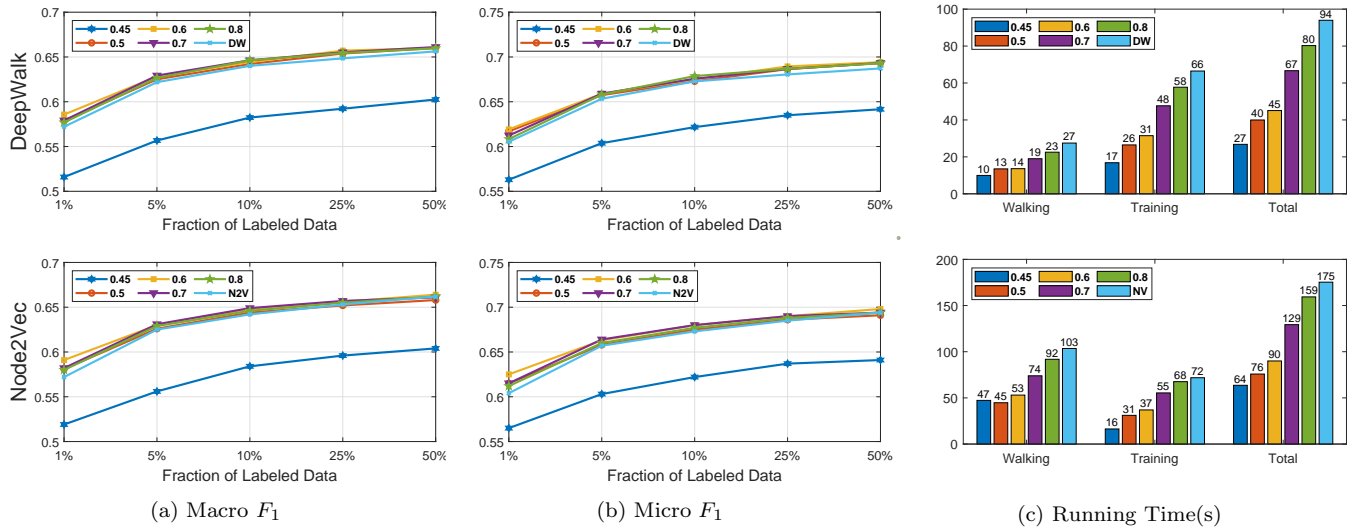 DeepWalk
0.7
0.65
0.6
0.55
0.5
0.45 0.6 0.8
0.5 0.7 DW
1% 5% 10% 25% 50%
Fraction of Labeled Data
0.75
0.7
0.65
0.6
0.55
0.45 0.6 0.8
0.5 0.7 DW
1% 5% 10% 25% 50%
Fraction of Labeled Data
100
80
60
40
20
0
0.45 0.6 0.8
0.5 0.7 DW
10 13 14 19 23 27
17 26 31 48 58 66
27 40 45 67 80 94
Walking Training Total
Node2Vec
0.7
0.65
0.6
0.55
0.5
0.45 0.6 0.8
0.5 0.7 N2V
1% 5% 10% 25% 50%
Fraction of Labeled Data
0.75
0.7
0.65
0.6
0.55
0.45 0.6 0.8
0.5 0.7 N2V
1% 5% 10% 25% 50%
Fraction of Labeled Data
200
150
100
50
0
0.45 0.6 0.8
0.5 0.7 NV
47 45 53 74 92 103
16 31 37 55 68 72
64 76 90 129 159 175
Walking Training Total
(a) Macro F1
(b) Micro F1
(c) Running Time(s)